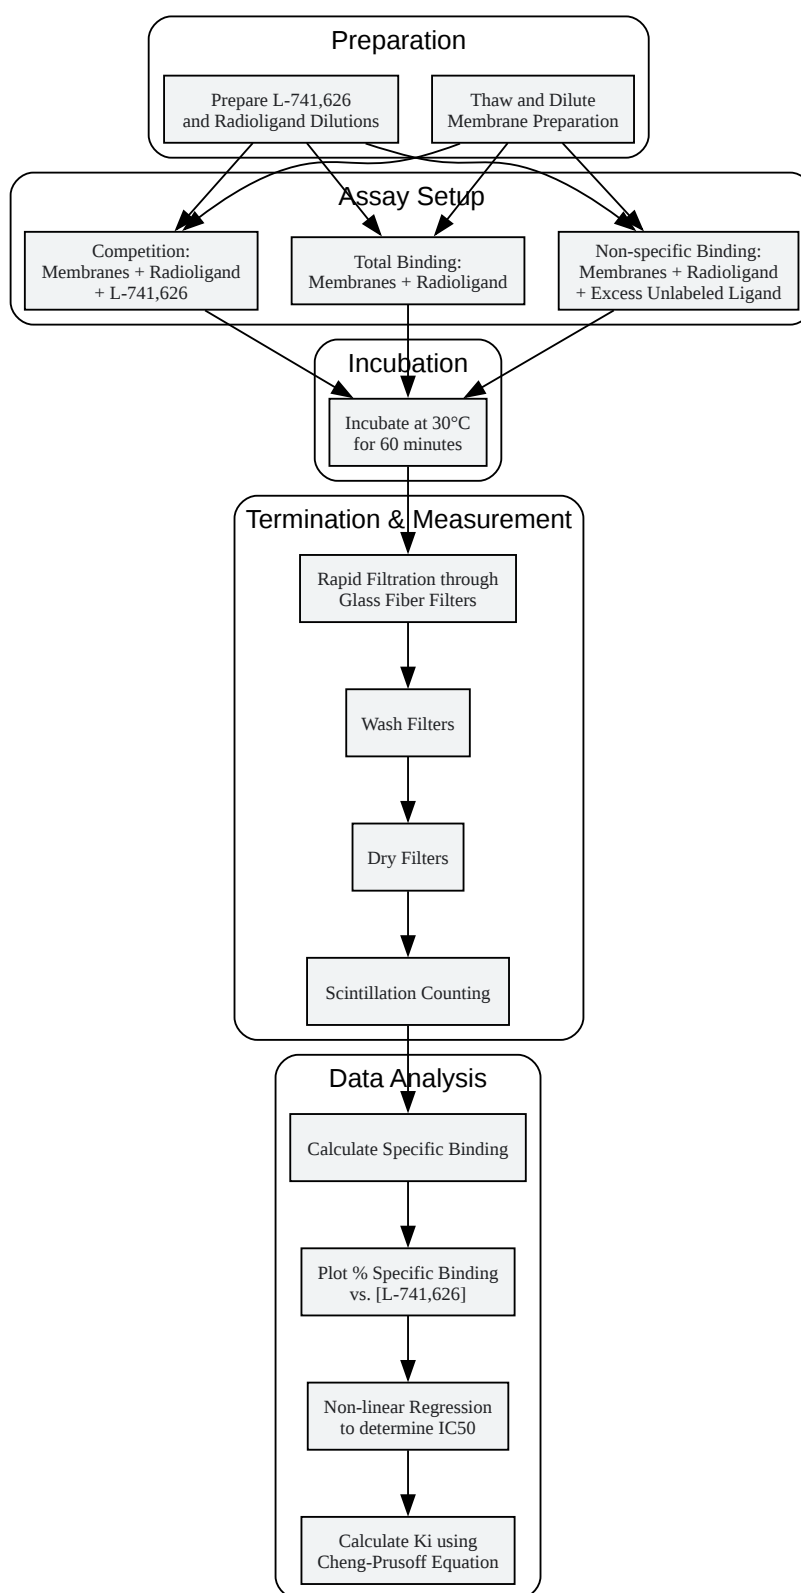 Preparation
Prepare L-741,626
and Radioligand Dilutions
Thaw and Dilute
Membrane Preparation
Assay Setup
Competition:
Membranes + Radioligand
+ L-741,626
Total Binding:
Membranes + Radioligand
Non-specific Binding:
Membranes + Radioligand
+ Excess Unlabeled Ligand
Incubation
Incubate at 30°C
for 60 minutes
Termination & Measurement
Rapid Filtration through
Glass Fiber Filters
Wash Filters
Dry Filters
Scintillation Counting
Data Analysis
Calculate Specific Binding
Plot % Specific Binding
vs. [L-741,626]
Non-linear Regression
to determine IC50
Calculate Ki using
Cheng-Prusoff Equation